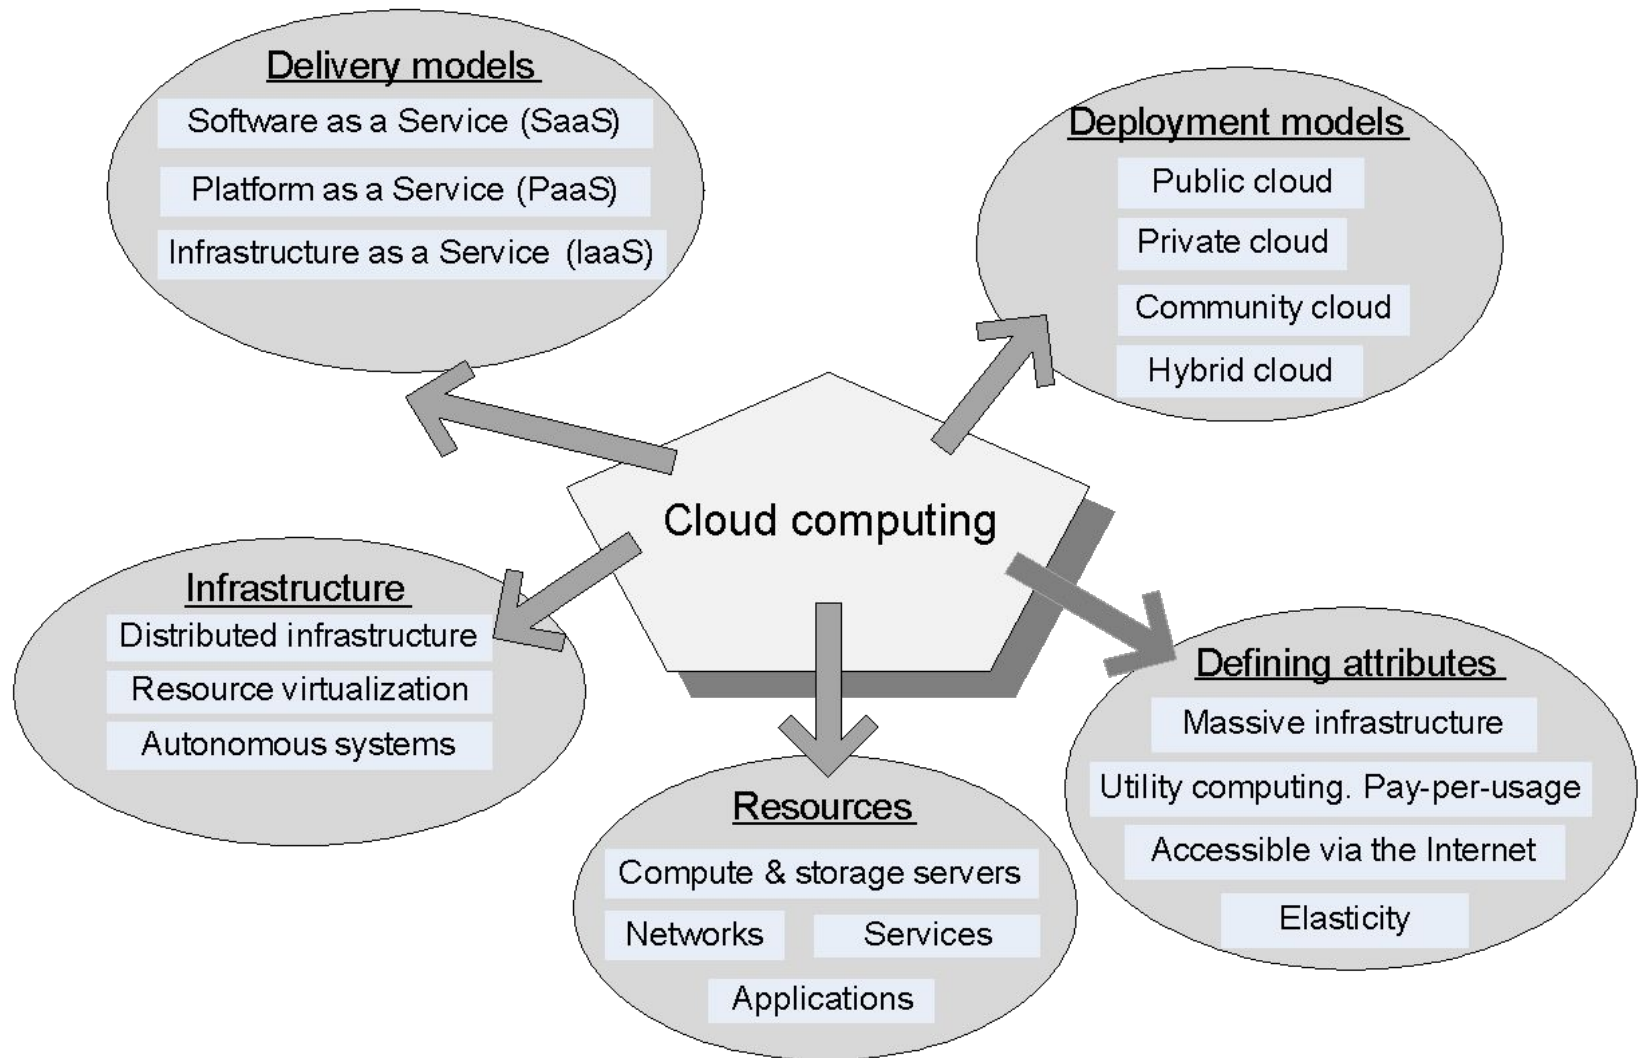 Delivery models
Software as a Service (SaaS)
Platform as a Service (PaaS)
Infrastructure as a Service (IaaS)
Deployment models
Public cloud
Private cloud
Community cloud
Hybrid cloud
Cloud computing
Infrastructure
Distributed infrastructure
Resource virtualization
Autonomous systems
Resources
Compute & storage servers
Networks
Services
Applications
Defining attributes
Massive infrastructure
Utility computing. Pay-per-usage
Accessible via the Internet
Elasticity